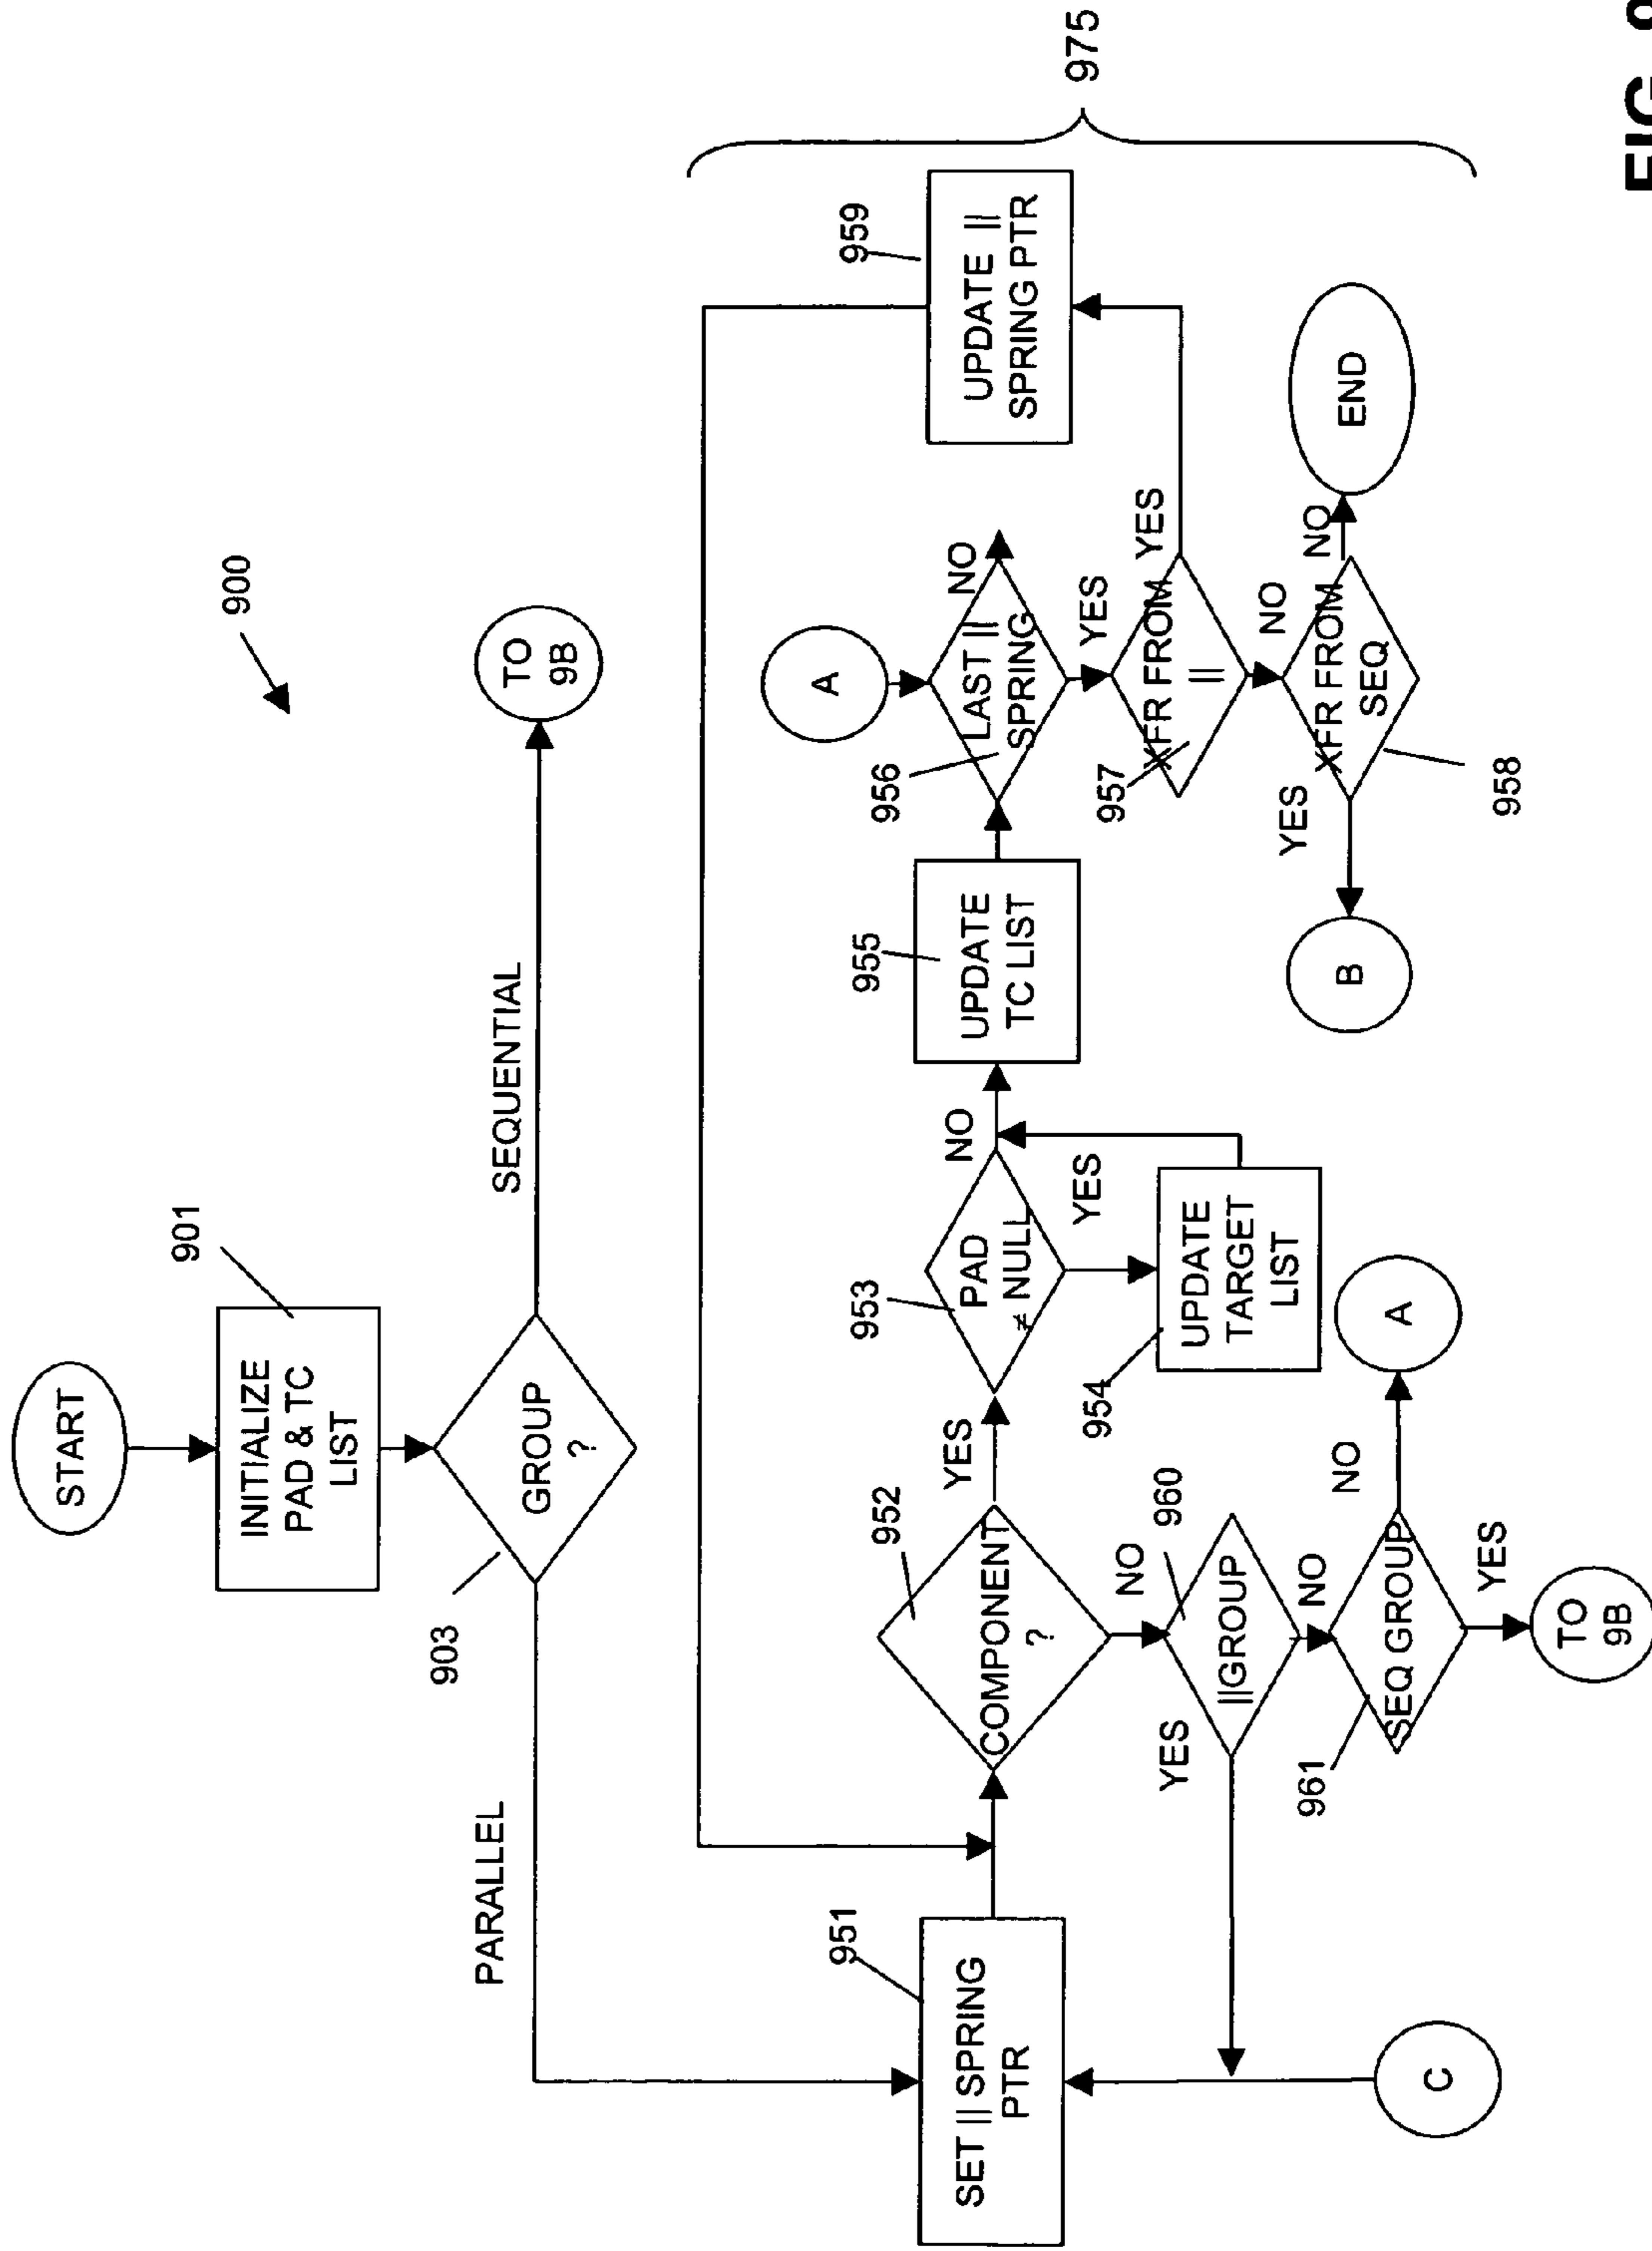 900
START
901
INITIALIZE
PAD & TC
LIST
903
GROUP
?
PARALLEL
SEQUENTIAL
TO
9B
951
SET || SPRING
PTR
C
952
COMPONENT
?
YES
NO
960
||GROUP
YES
NO
961
SEQ GROUP
NO
A
YES
TO
9B
953
PAD
≠ NULL
NO
YES
954
UPDATE
TARGET
LIST
955
UPDATE
TC LIST
A
956
LAST ||
SPRING
NO
YES
957
XFR FROM
||
YES
NO
958
XFR FROM
SEQ
YES
B
NO
END
959
UPDATE ||
SPRING PTR
975
FIG.